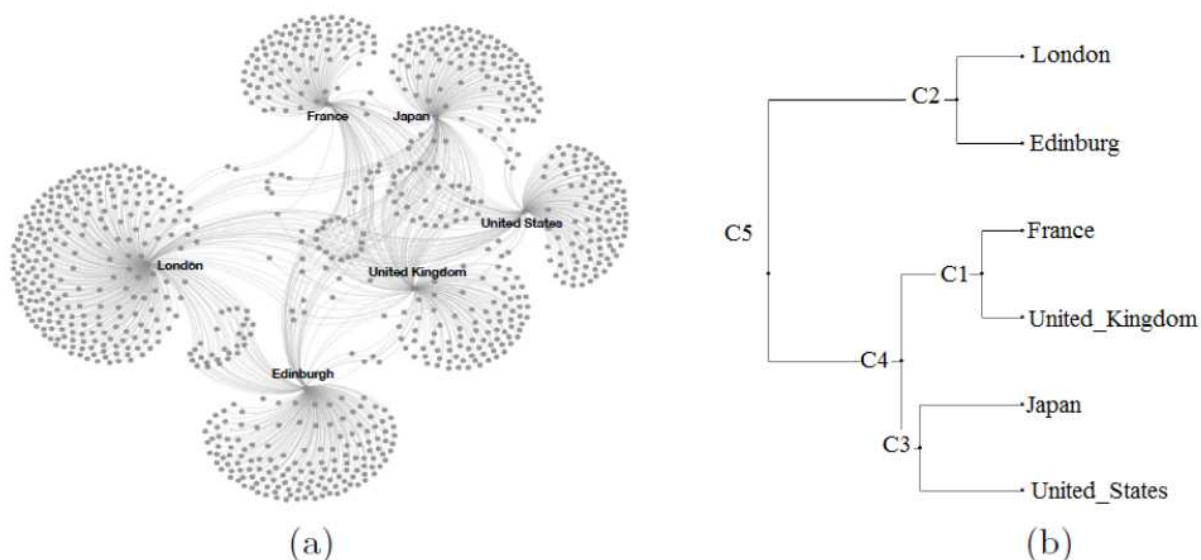 France
Japan
United States
London
United Kingdom
Edinburgh
(a)
London
C2
Edinburg
C5
France
C1
United_Kingdom
C4
Japan
C3
United_States
(b)